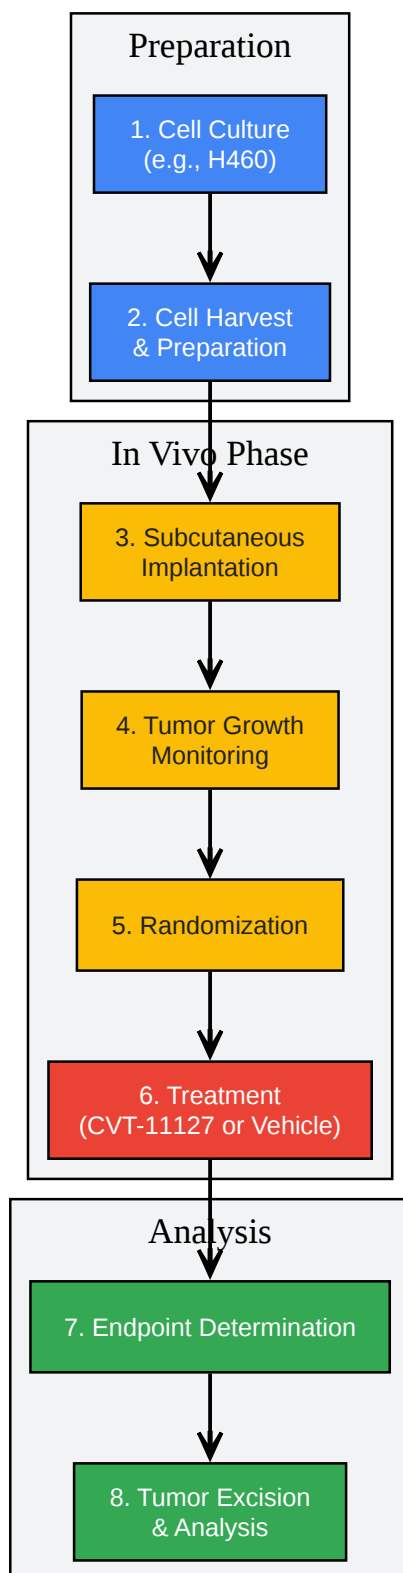 Preparation
1. Cell Culture
(e.g., H460)
2. Cell Harvest
& Preparation
In Vivo Phase
3. Subcutaneous
Implantation
4. Tumor Growth
Monitoring
5. Randomization
6. Treatment
(CVT-11127 or Vehicle)
Analysis
7. Endpoint Determination
8. Tumor Excision
& Analysis